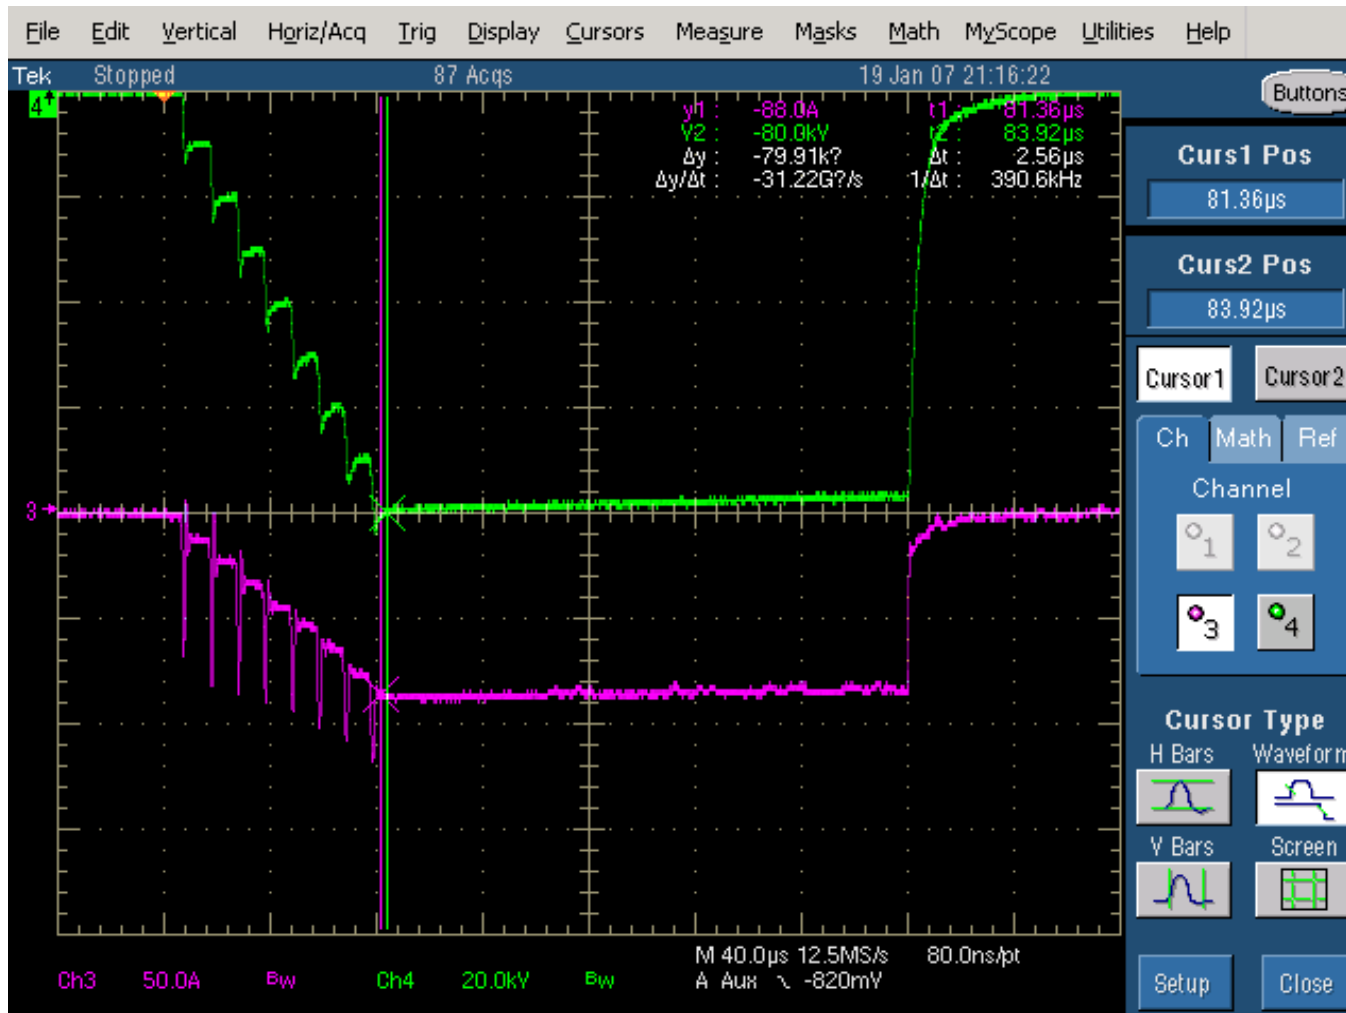 File Edit Vertical Horiz/Acq Trig Display Cursors Measure Masks Math MyScope Utilities Help
Tek Stopped 87 Acqs 19 Jan 07 21:16:22
Buttons
4
y1 : -88.0A t1 : 81.36µs
V2 : -80.0kV t2 : 83.92µs
Δy : -79.91k? Δt : 2.56µs
Δy/Δt : -31.22G?/s 1/Δt : 390.6kHz
Curs1 Pos
81.36µs
Curs2 Pos
83.92µs
Cursor1 Cursor2
Ch Math Ref
Channel
1 2
3 4
3
Cursor Type
H Bars Waveform
V Bars Screen
Setup Close
M 40.0µs 12.5MS/s 80.0ns/pt
A Aux \ -820mV
Ch3 50.0A BW Ch4 20.0kV BW